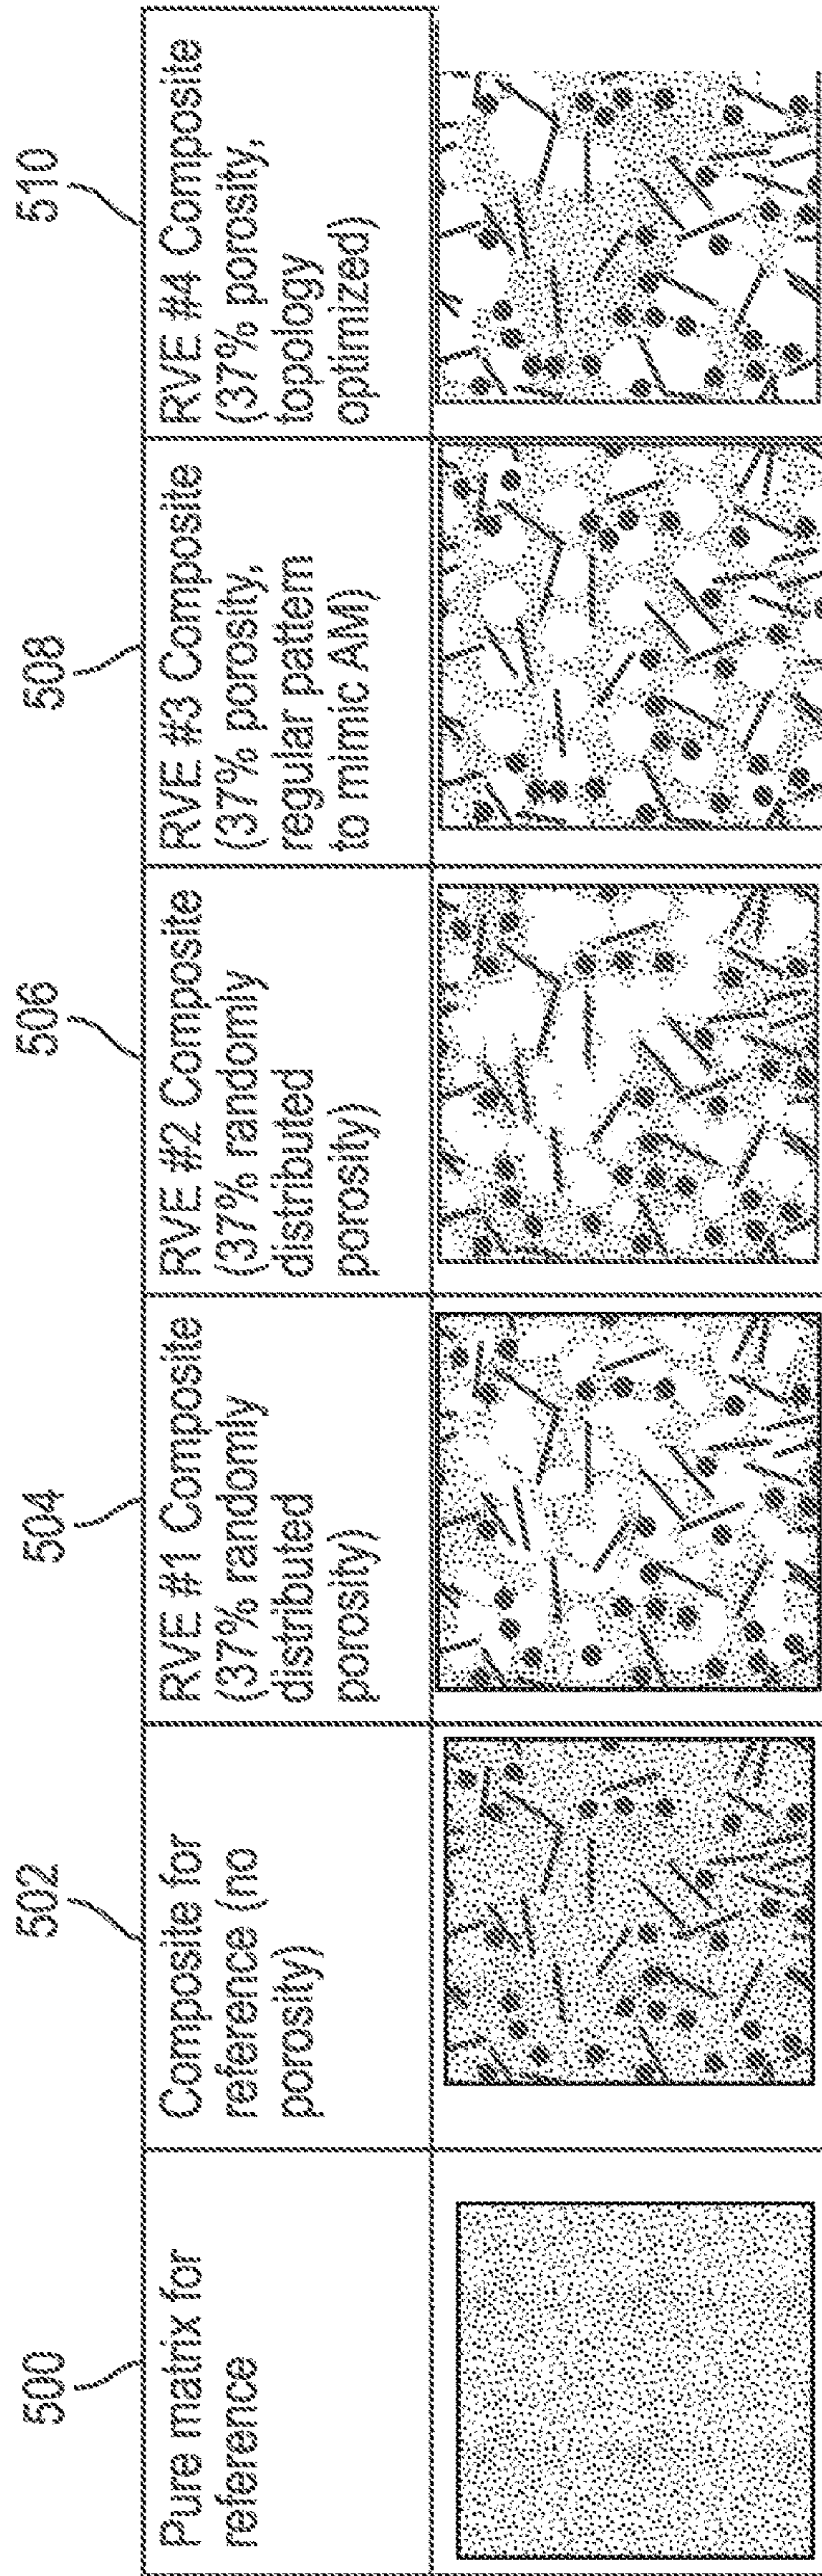 500
502
504
506
508
510
Pure matrix for
reference
Composite for
reference (no
porosity)
RVE #1 Composite
(37% randomly
distributed
porosity)
RVE #2 Composite
(37% randomly
distributed
porosity)
RVE #3 Composite
(37% porosity,
regular pattern
to mimic AM)
RVE #4 Composite
(37% porosity,
topology
optimized)